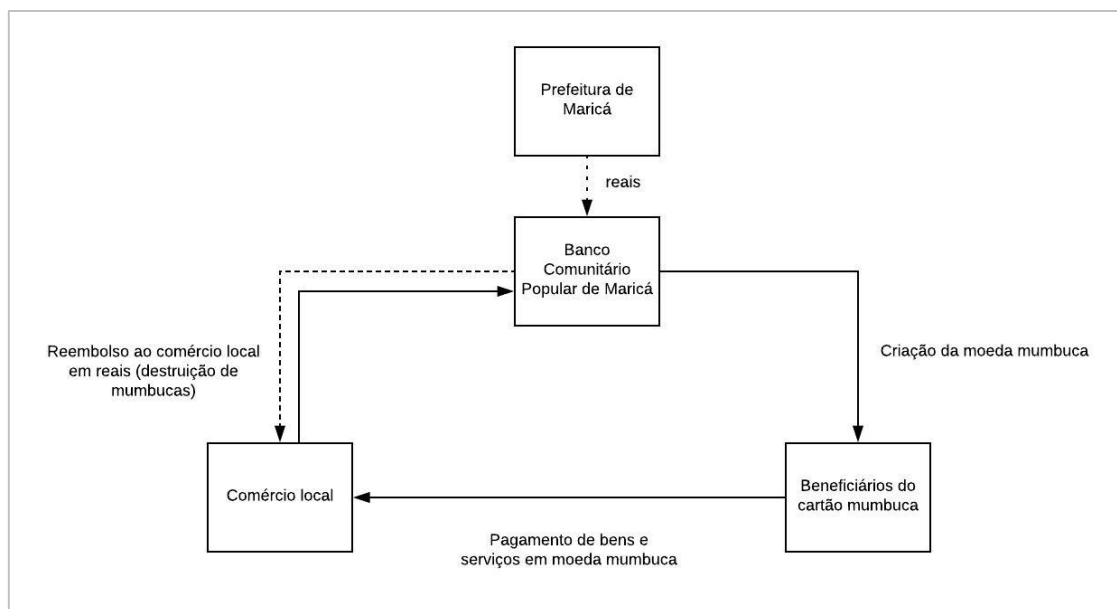 Prefeitura de
Maricá
reais
Banco
Comunitário
Popular de Maricá
Reembolso ao comércio local
em reais (destruição de
mumbucas)
Criação da moeda mumbuca
Comércio local
Beneficiários do
cartão mumbuca
Pagamento de bens e
serviços em moeda mumbuca